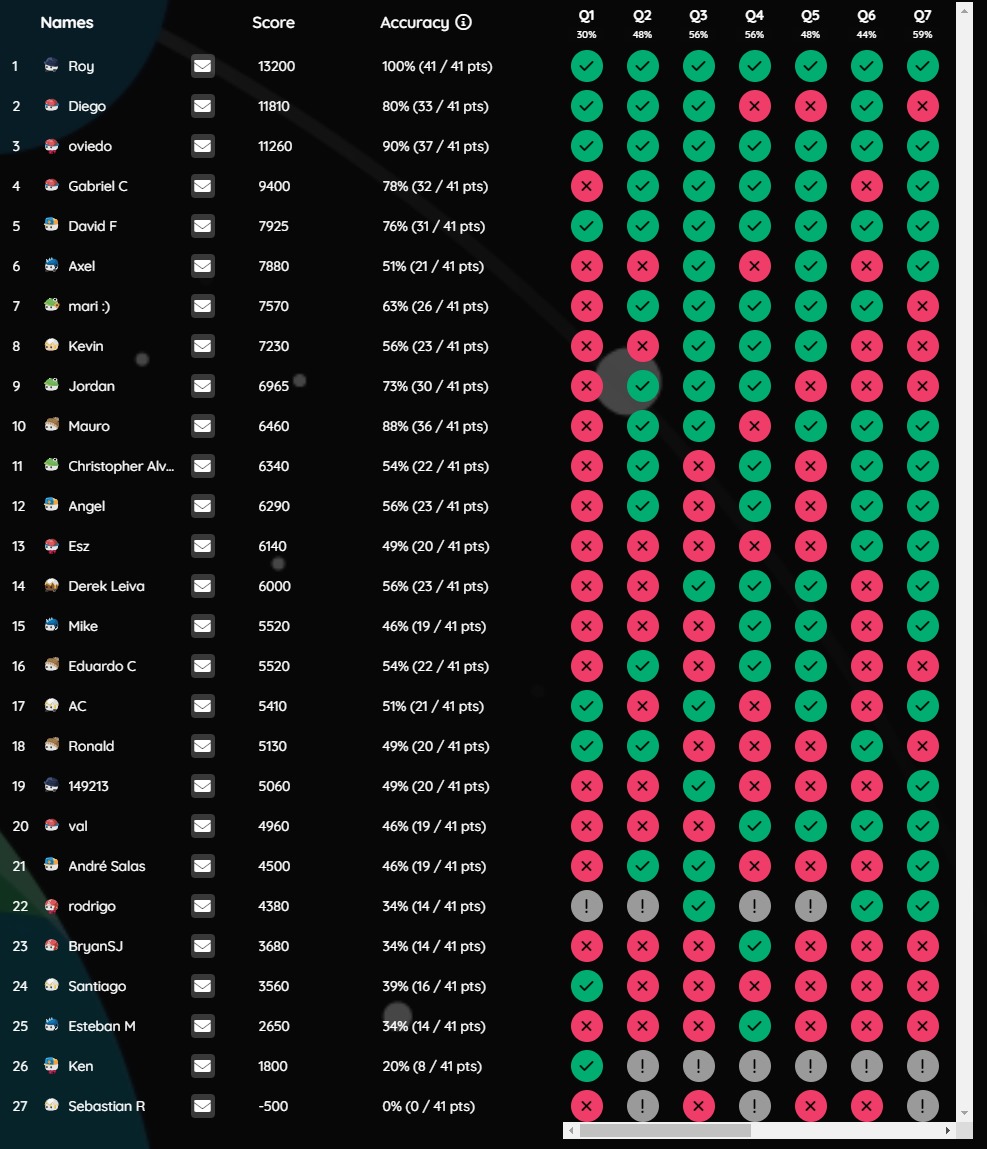 Names Score Accuracy Q1 Q2 Q3 Q4 Q5 Q6 Q7
30% 48% 56% 56% 48% 44% 59%
1 Roy 13200 100% (41 / 41 pts)
2 Diego 11810 80% (33 / 41 pts)
3 oviedo 11260 90% (37 / 41 pts)
4 Gabriel C 9400 78% (32 / 41 pts)
5 David F 7925 76% (31 / 41 pts)
6 Axel 7880 51% (21 / 41 pts)
7 mari :) 7570 63% (26 / 41 pts)
8 Kevin 7230 56% (23 / 41 pts)
9 Jordan 6965 73% (30 / 41 pts)
10 Mauro 6460 88% (36 / 41 pts)
11 Christopher Alv... 6340 54% (22 / 41 pts)
12 Angel 6290 56% (23 / 41 pts)
13 Esz 6140 49% (20 / 41 pts)
14 Derek Leiva 6000 56% (23 / 41 pts)
15 Mike 5520 46% (19 / 41 pts)
16 Eduardo C 5520 54% (22 / 41 pts)
17 AC 5410 51% (21 / 41 pts)
18 Ronald 5130 49% (20 / 41 pts)
19 149213 5060 49% (20 / 41 pts)
20 val 4960 46% (19 / 41 pts)
21 André Salas 4500 46% (19 / 41 pts)
22 rodrigo 4380 34% (14 / 41 pts)
23 BryanSJ 3680 34% (14 / 41 pts)
24 Santiago 3560 39% (16 / 41 pts)
25 Esteban M 2650 34% (14 / 41 pts)
26 Ken 1800 20% (8 / 41 pts)
27 Sebastian R -500 0% (0 / 41 pts)